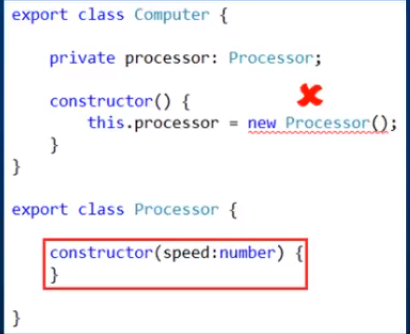 export class Computer {
private processor: Processor;
constructor() {
this.processor = new Processor();
}
}
export class Processor {
constructor(speed:number) {
}
}